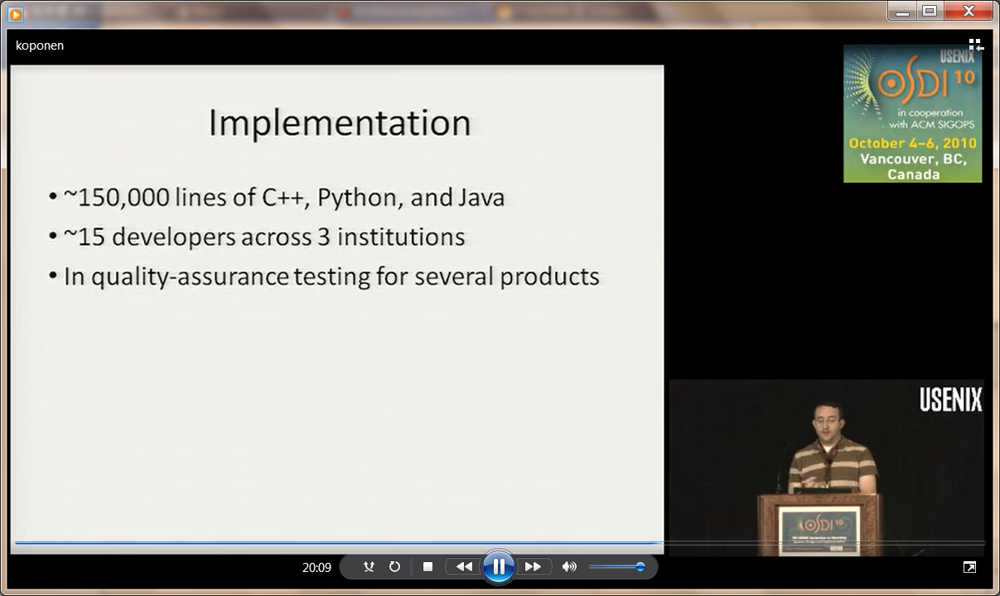 koponen
Implementation
• ~150,000 lines of C++, Python, and Java
• ~15 developers across 3 institutions
• In quality-assurance testing for several products
USENIX
OSDI 10
in cooperation
with ACM SIGOPS
October 4–6, 2010
Vancouver, BC,
Canada
USENIX
OSDI 10
20:09